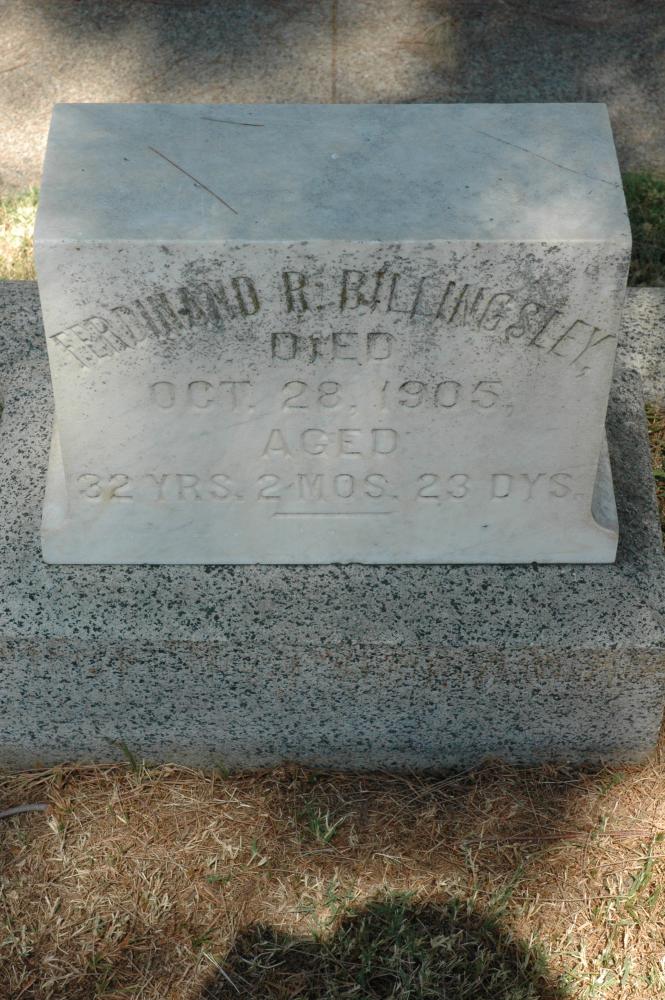 FERDINAND R. BILLINGSLEY,
DIED
OCT. 28, 1905,
AGED
32 YRS. 2 MOS. 23 DYS.